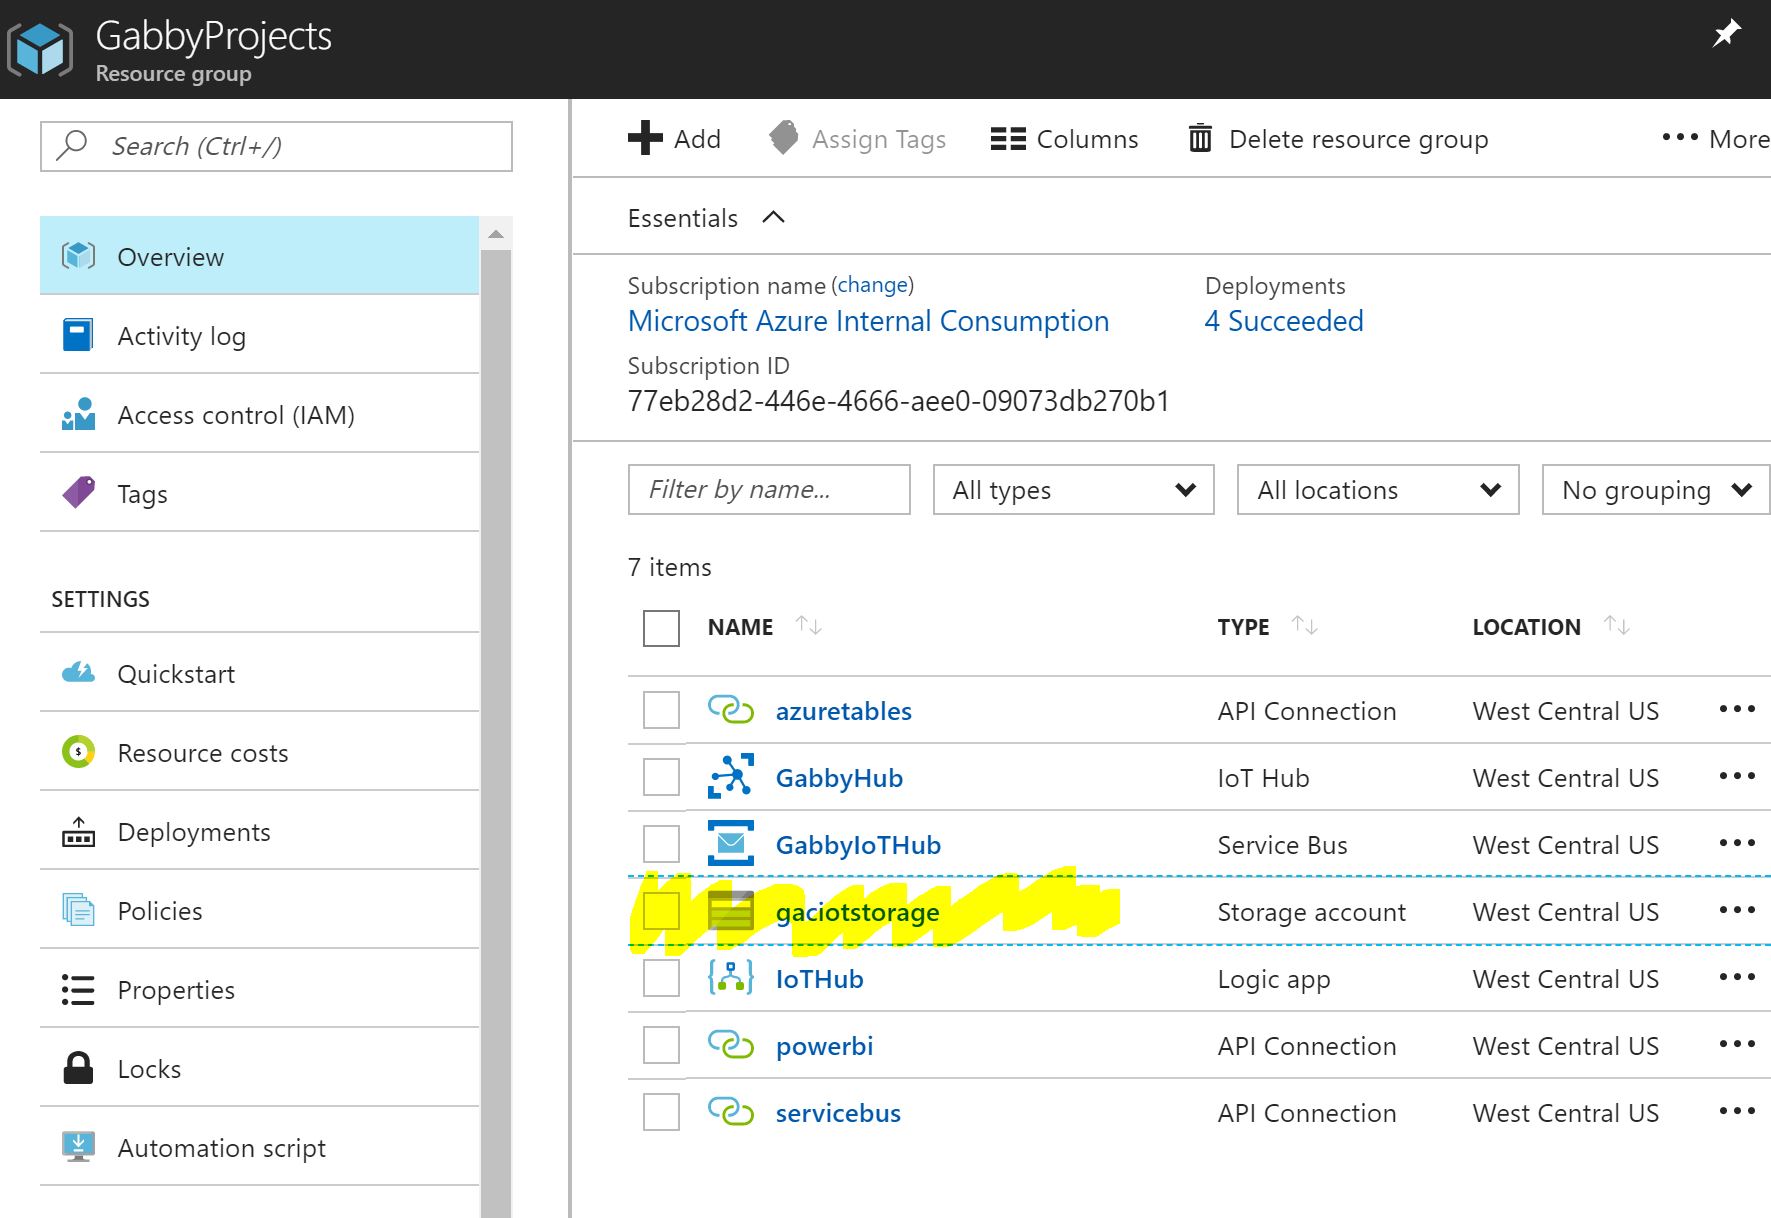 GabbyProjects
Resource group
Search (Ctrl+/)
Overview
Activity log
Access control (IAM)
Tags
SETTINGS
Quickstart
Resource costs
Deployments
Policies
Properties
Locks
Automation script
Add Assign Tags Columns Delete resource group More
Essentials
Subscription name (change) Deployments
Microsoft Azure Internal Consumption 4 Succeeded
Subscription ID
77eb28d2-446e-4666-aee0-09073db270b1
Filter by name... All types All locations No grouping
7 items
NAME TYPE LOCATION
azuretables API Connection West Central US
GabbyHub IoT Hub West Central US
GabbyIoTHub Service Bus West Central US
gaciotstorage Storage account West Central US
IoTHub Logic app West Central US
powerbi API Connection West Central US
servicebus API Connection West Central US